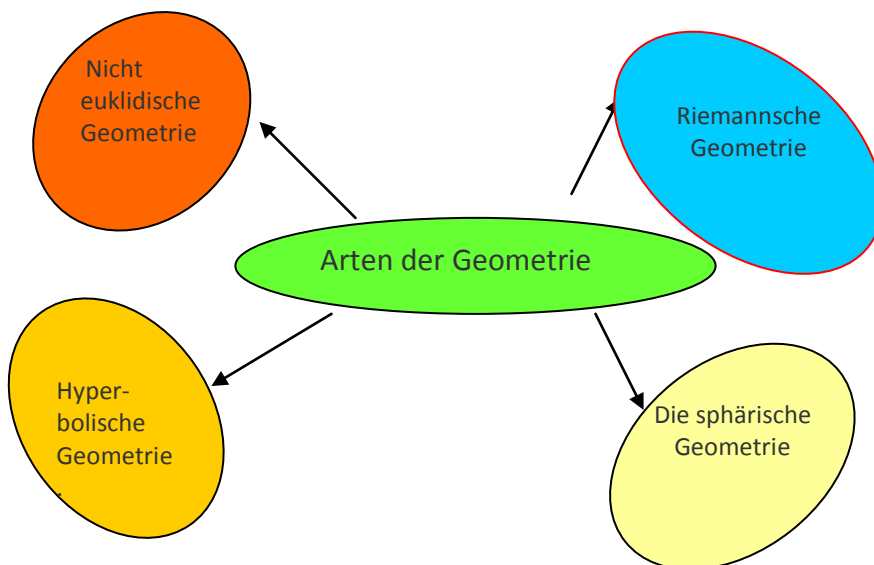 Nicht
euklidische
Geometrie
Riemannsche
Geometrie
Arten der Geometrie
Hyper-
bolische
Geometrie
.
Die sphärische
Geometrie